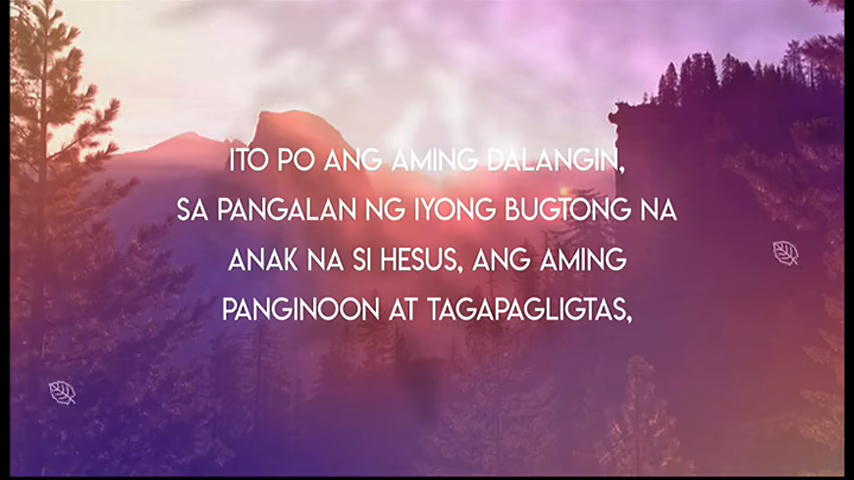 ITO PO ANG AMING DALANGIN,
SA PANGALAN NG IYONG BUGTONG NA
ANAK NA SI HESUS, ANG AMING
PANGINOON AT TAGAPAGLIGTAS,